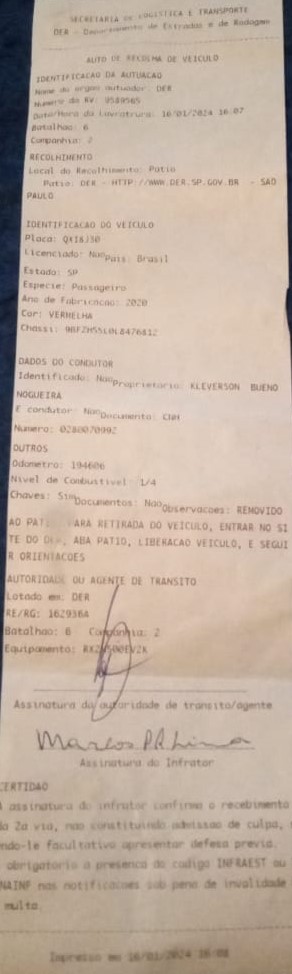 SECRETARIA DE LOGISTICA E TRANSPORTE
DER - Departamento de Estradas e de Rodagem
AUTO DE RECOLHA DE VEICULO
IDENTIFICACAO DA AUTUACAO
Nome do orgao autuador: DER
Numero do RV: 9589565
Data/Hora da Lavratura: 16/01/2024 16:07
Batalhao: 6
Companhia: 2
RECOLHIMENTO
Local do Recolhimento: Patio
Patio: DER - HTTP://WWW.DER.SP.GOV.BR - SAO
PAULO
IDENTIFICACAO DO VEICULO
Placa:
Licenciado: Nao Pais: Brasil
Estado: SP
Especie: Passageiro
Ano de Fabricacao: 2020
Cor: VERMELHA
Chassi:
DADOS DO CONDUTOR
Identificado: Nao Proprietario: KLEVERSON BUENO
NOGUEIRA
E condutor: Nao Documento: CNH
Numero: 0280070992
OUTROS
Odometro: 194606
Nivel de Combustivel: 1/4
Chaves: Sim Documentos: Nao Observacoes: REMOVIDO
AO PATIO PARA RETIRADA DO VEICULO, ENTRAR NO SI
TE DO DER, ABA PATIO, LIBERACAO VEICULO, E SEGUI
R ORIENTACOES
AUTORIDADE OU AGENTE DE TRANSITO
Lotado em: DER
RE/RG: 162956A
Batalhao: 6 Companhia: 2
Equipamento:
Assinatura da autoridade de transito/agente
Marcos P.R. Lima
Assinatura do Infrator
CERTIDAO
A assinatura do infrator confirma o recebimento
da 2a via, nao constituindo admissao de culpa,
endo-le facultativo apresentar defesa previa.
obrigatorio a presenca do codigo INFRAEST ou
NAINF nas notificacoes sob pena de invalidade
multa.
Impresso em 16/01/2024 16:08